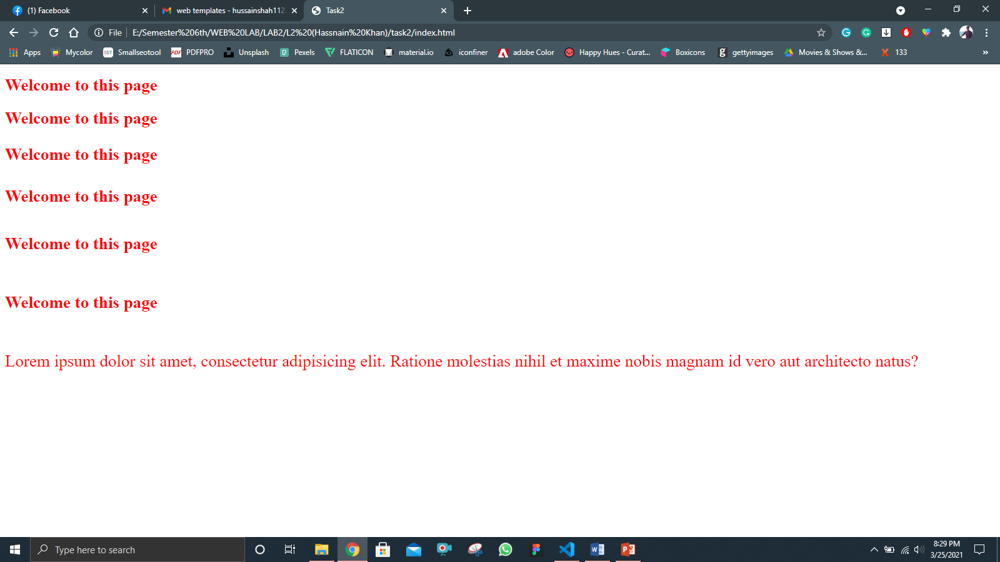 (1) Facebook
web templates - hussainshah112
Task2
File
E:/Semester%206th/WEB%20LAB/LAB2/L2%20(Hassnain%20Khan)/task2/index.html
Apps
Mycolor
SST Smallseotool
PDF PDFPRO
Unsplash
Pexels
FLATICON
material.io
iconfiner
adobe Color
Happy Hues - Curat...
Boxicons
g gettyimages
Movies & Shows &...
X 133
»
Welcome to this page
Welcome to this page
Welcome to this page
Welcome to this page
Welcome to this page
Welcome to this page
Lorem ipsum dolor sit amet, consectetur adipisicing elit. Ratione molestias nihil et maxime nobis magnam id vero aut architecto natus?
Type here to search
8:29 PM
3/25/2021